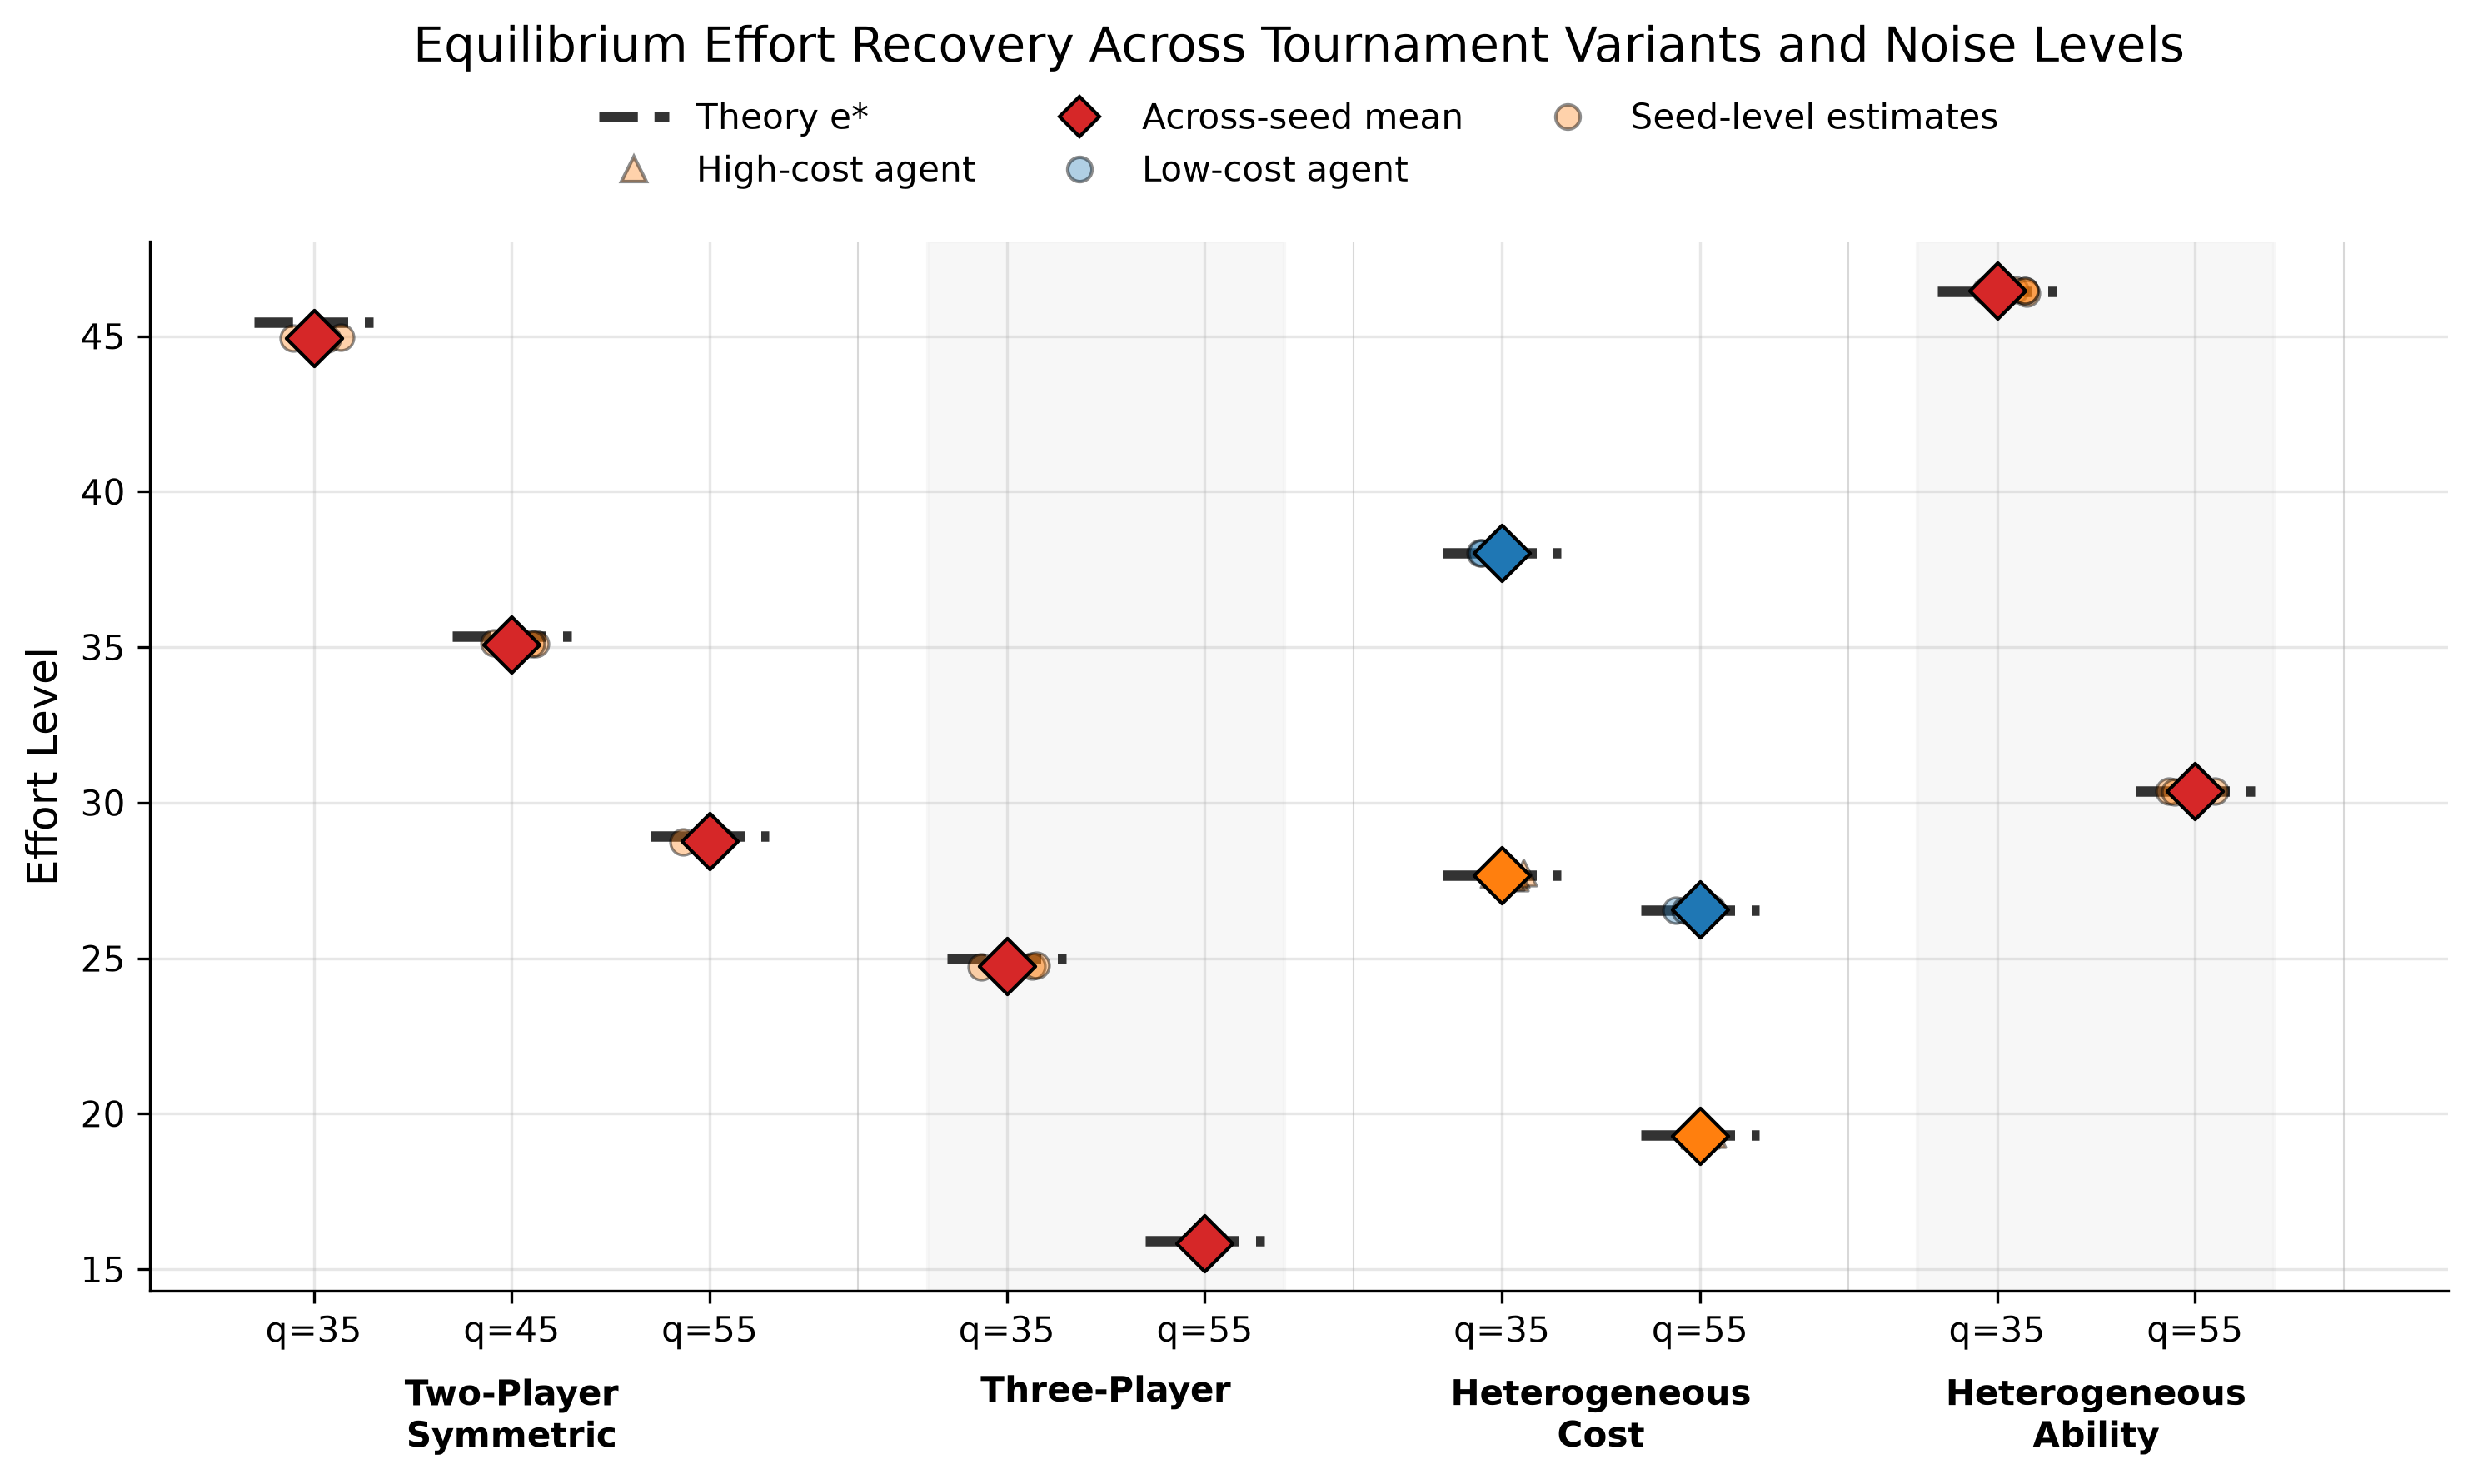 Equilibrium Effort Recovery Across Tournament Variants and Noise Levels
Theory e*
Across-seed mean
Seed-level estimates
High-cost agent
Low-cost agent
Effort Level
45
40
35
30
25
20
15
q=35
q=45
q=55
q=35
q=55
q=35
q=55
q=35
q=55
Two-Player
Symmetric
Three-Player
Heterogeneous
Cost
Heterogeneous
Ability